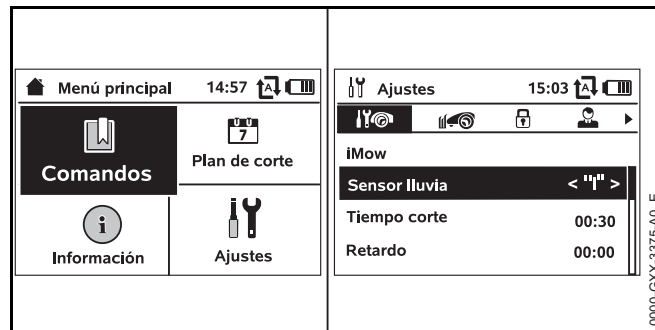 Menú principal 14:57 A
7
Comandos
Plan de corte
i
Información
Ajustes
Ajustes 15:03 A
iMow
Sensor lluvia < >
Tiempo corte 00:30
Retardo 00:00
0000-GXX-3375-A0_F